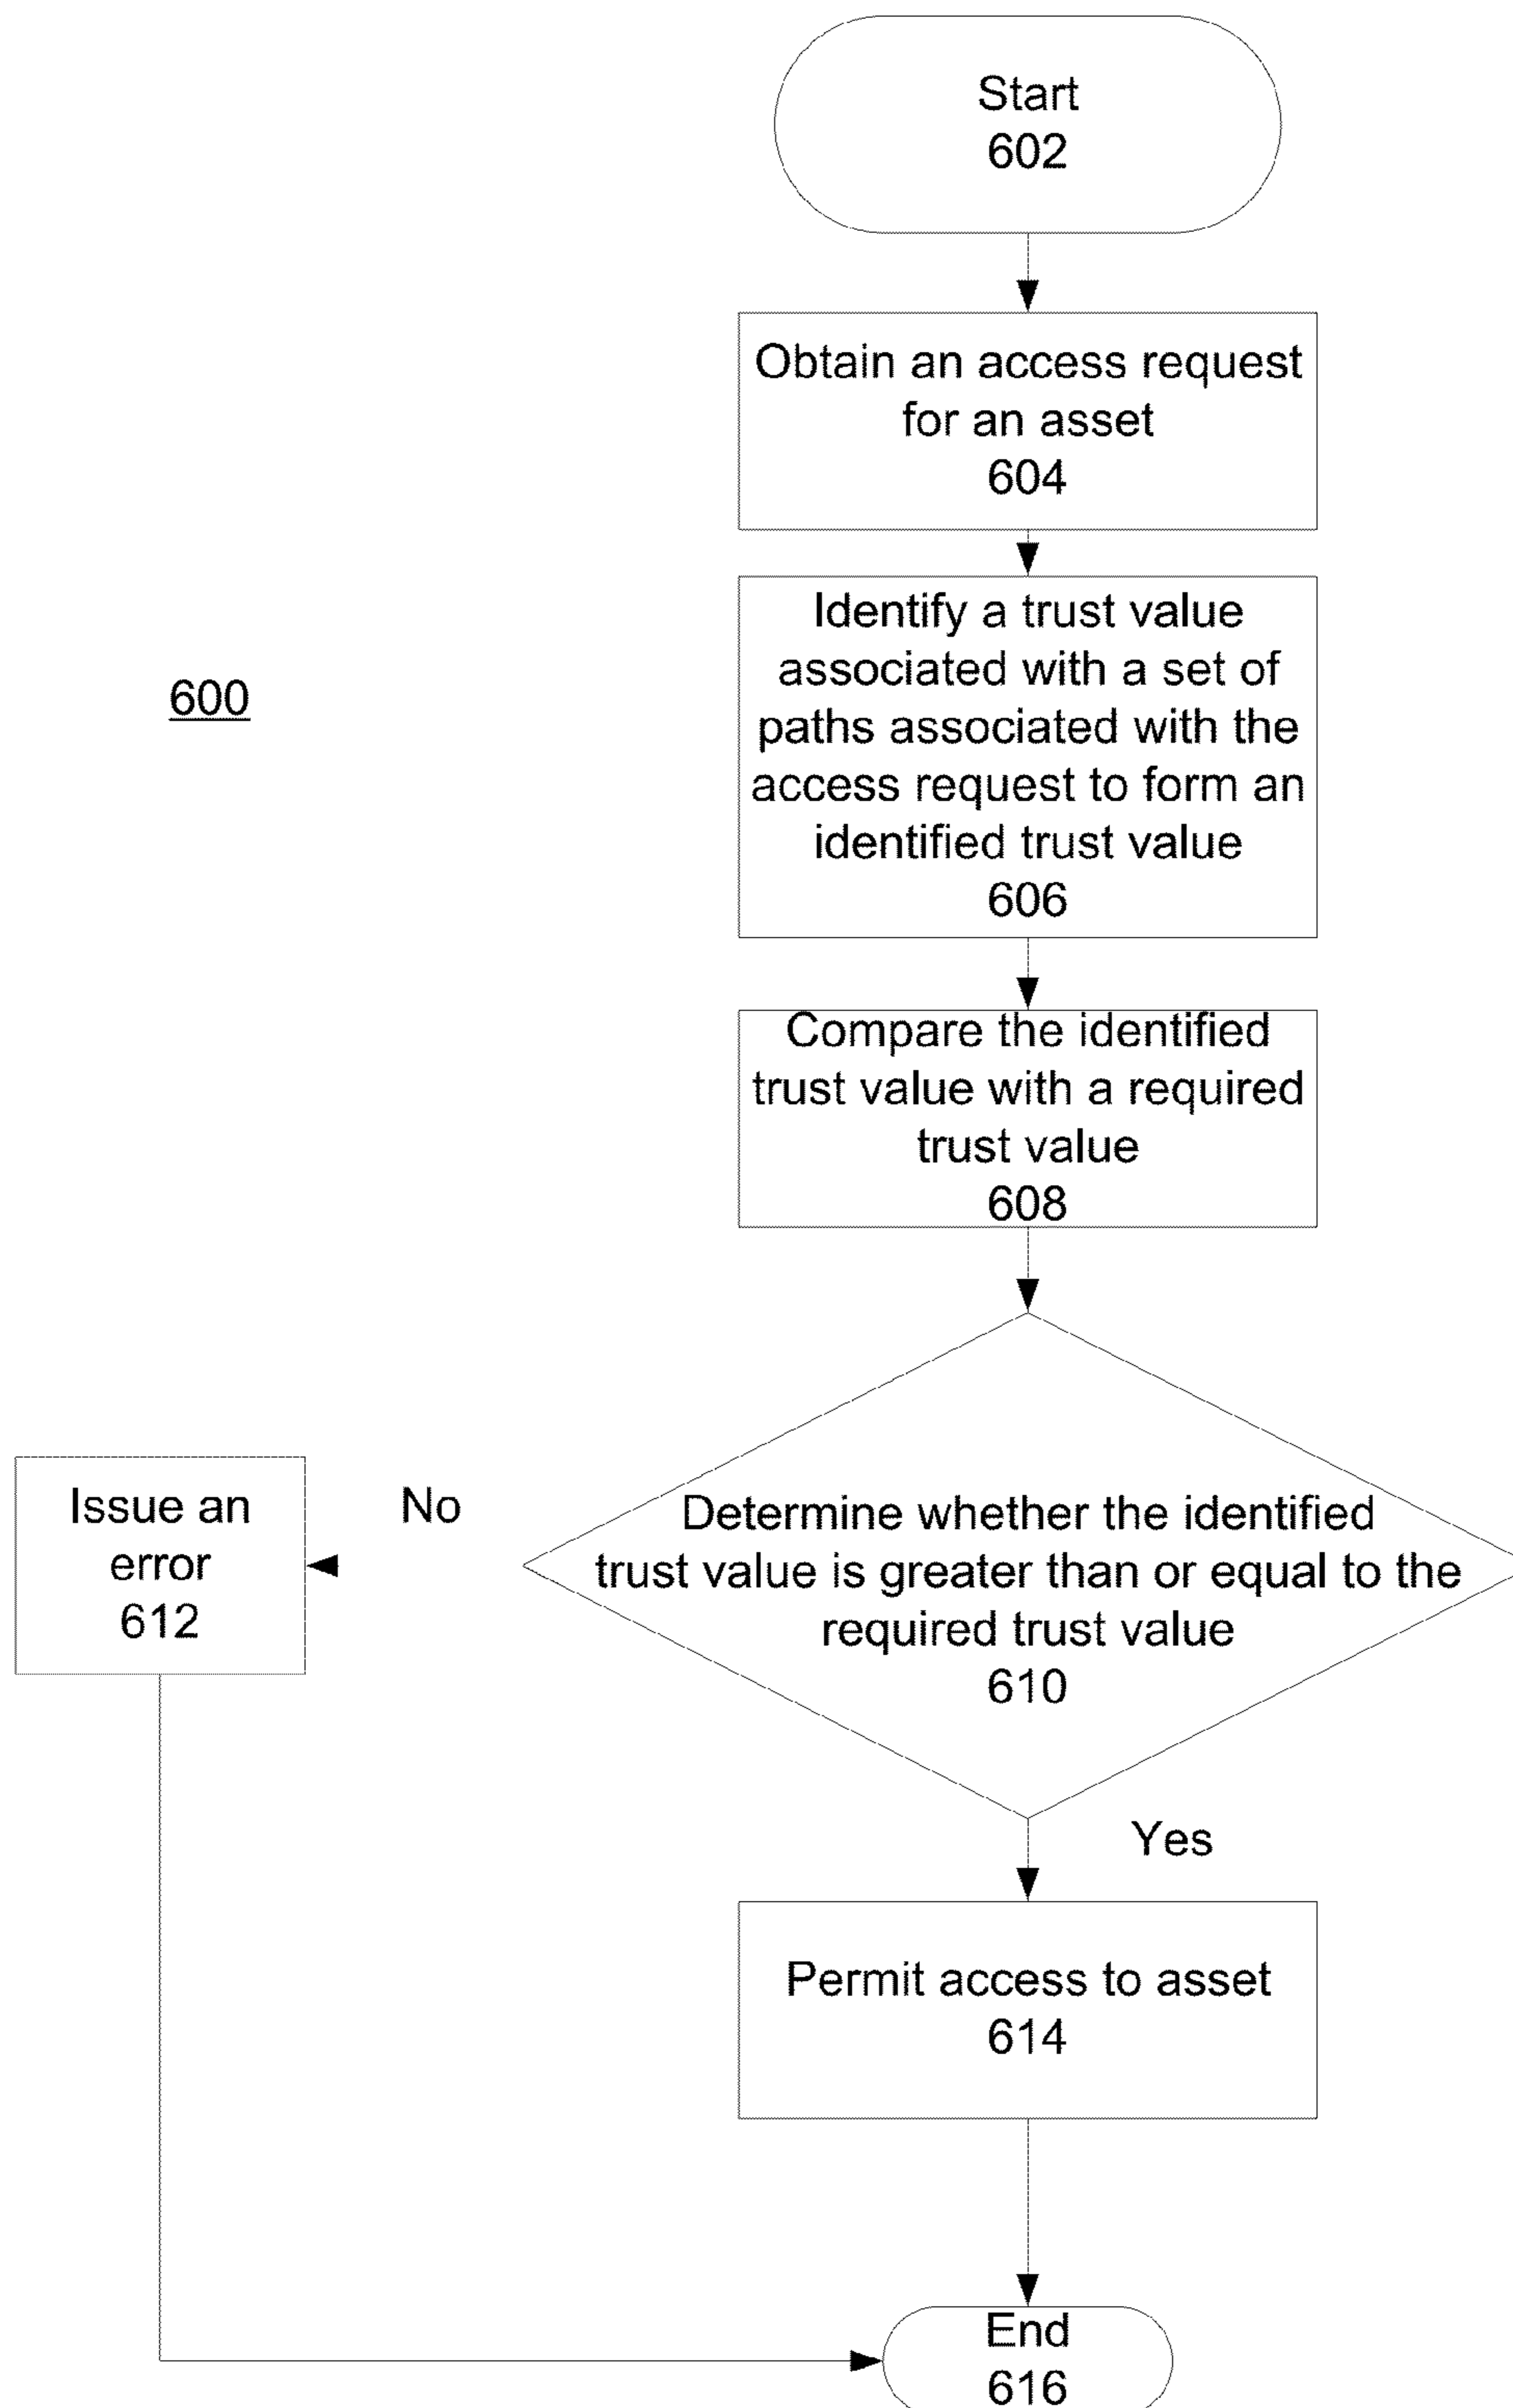 Start
602
Obtain an access request
for an asset
604
Identify a trust value
associated with a set of
paths associated with the
access request to form an
identified trust value
606
600
Compare the identified
trust value with a required
trust value
608
Determine whether the identified
trust value is greater than or equal to the
required trust value
610
No
Issue an
error
612
Yes
Permit access to asset
614
End
616